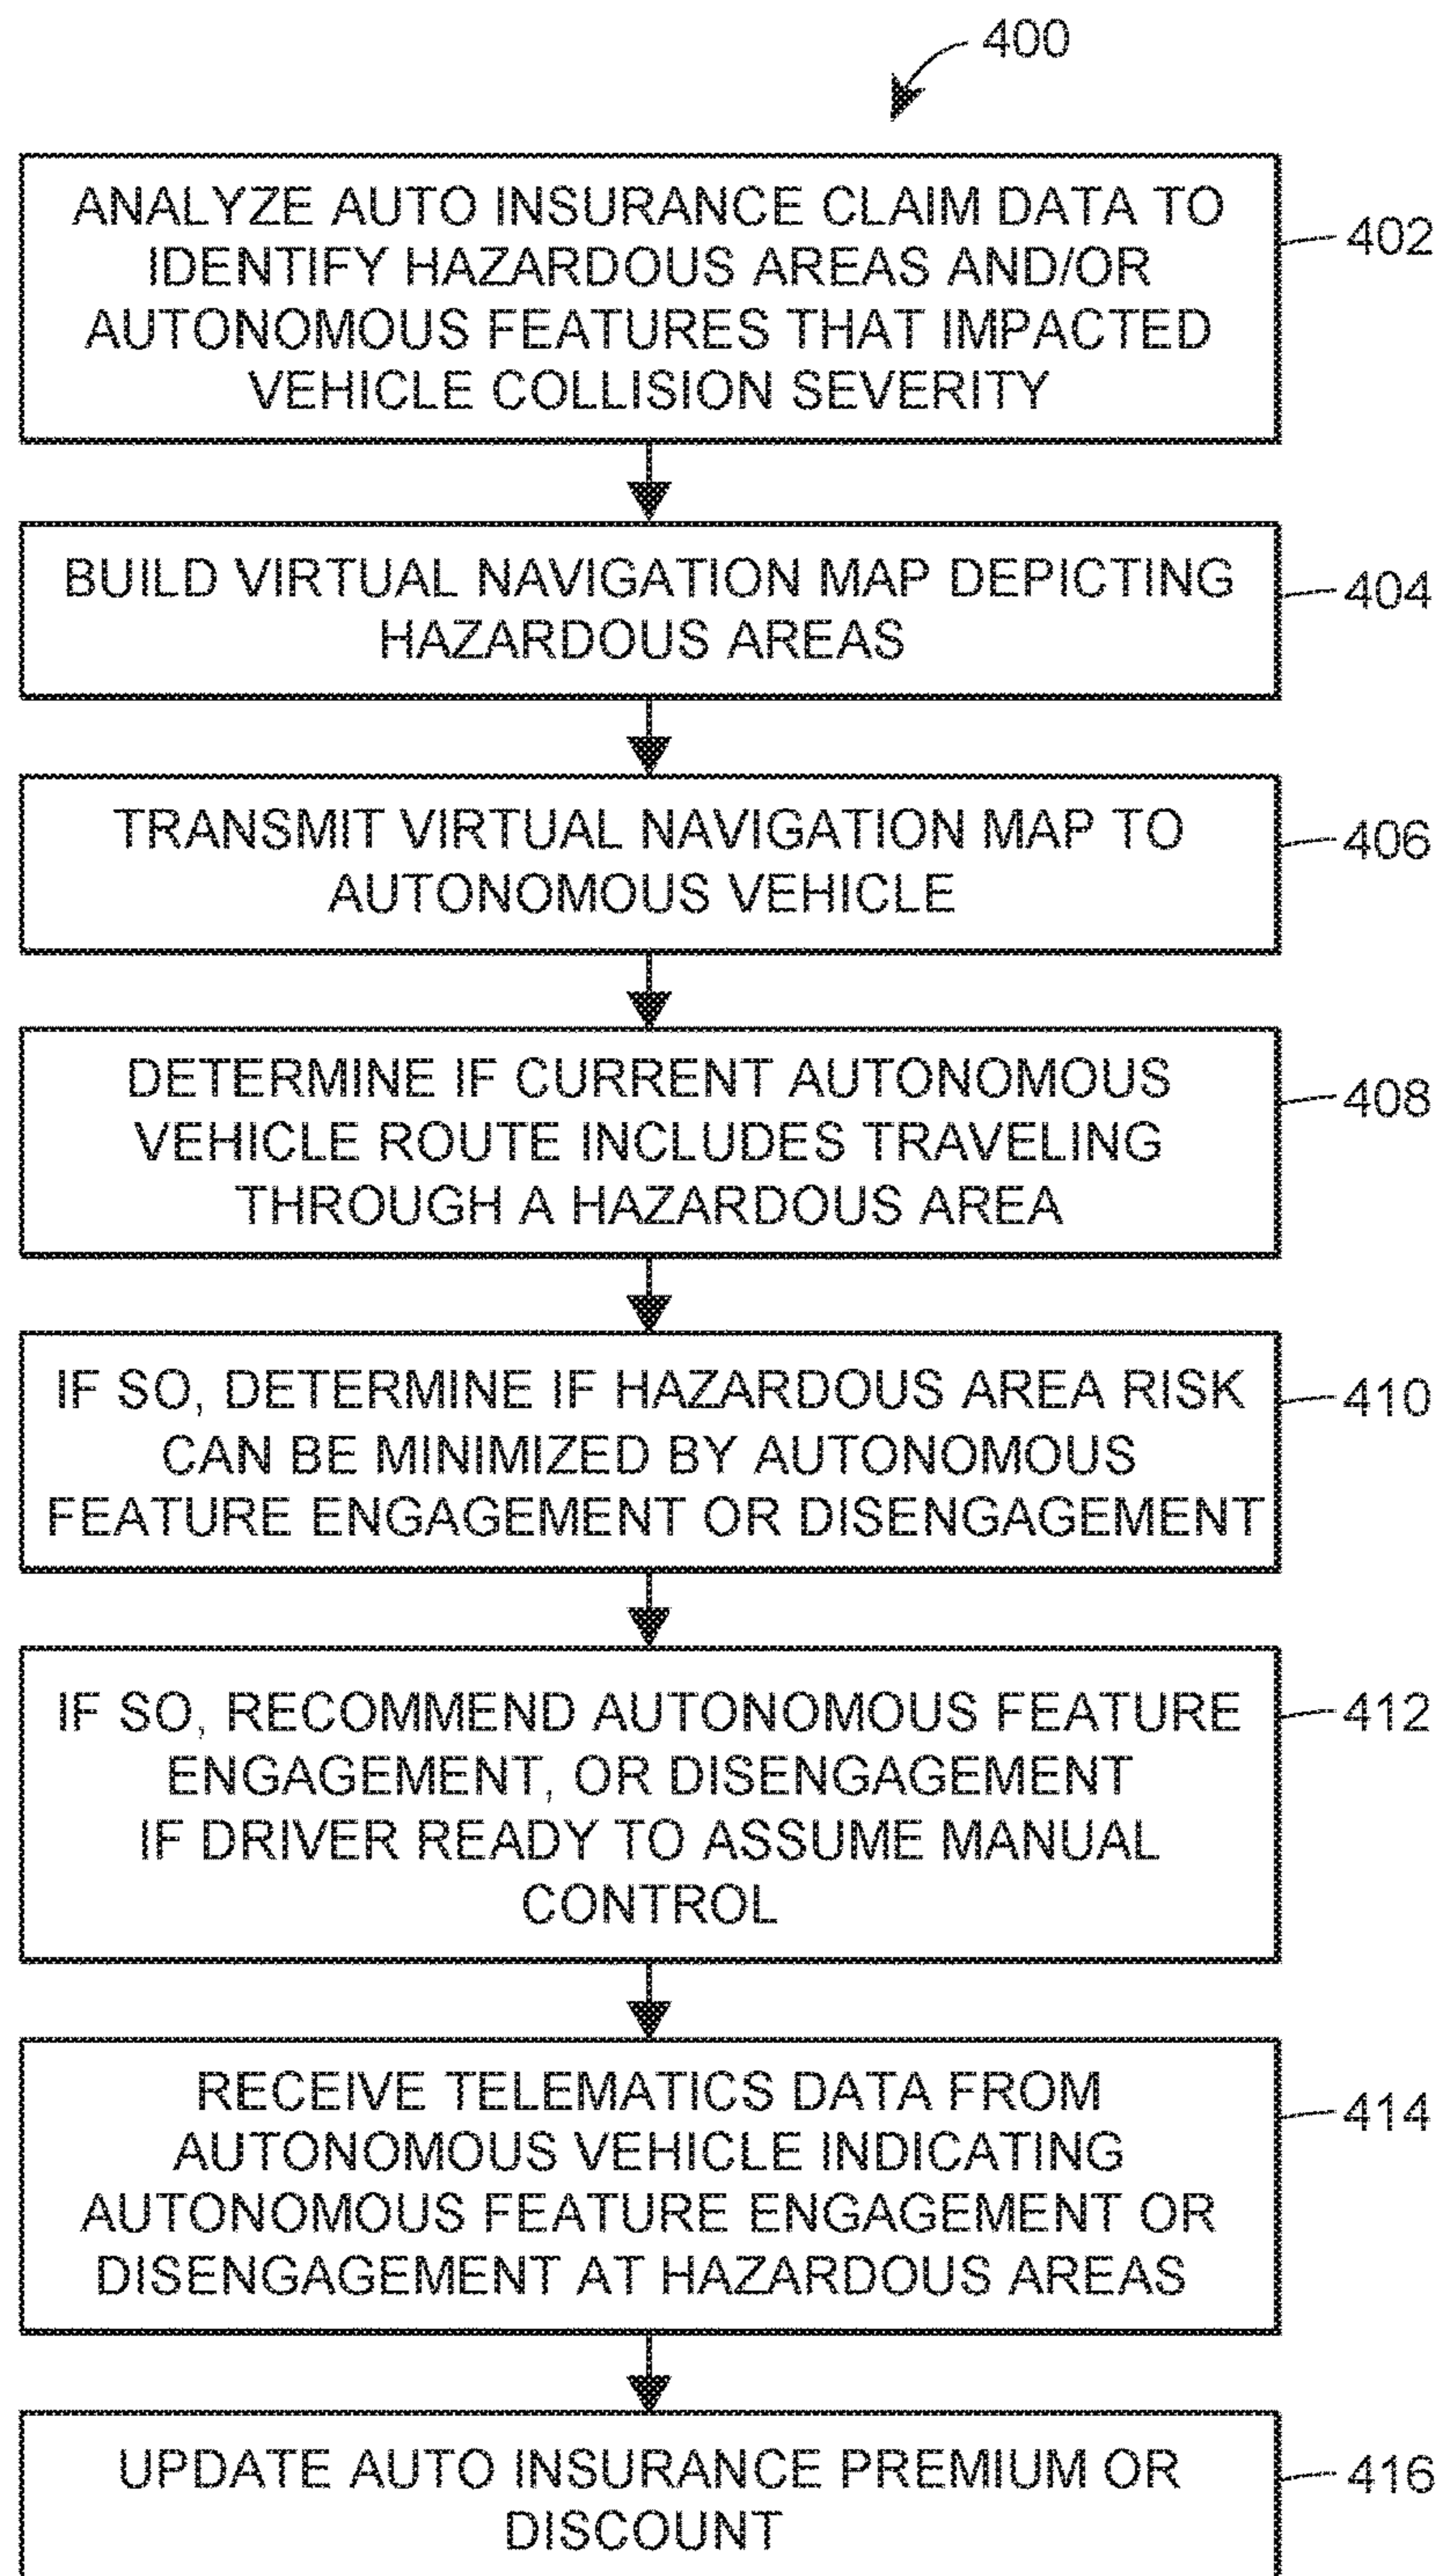 400
ANALYZE AUTO INSURANCE CLAIM DATA TO
IDENTIFY HAZARDOUS AREAS AND/OR
AUTONOMOUS FEATURES THAT IMPACTED
VEHICLE COLLISION SEVERITY
402
BUILD VIRTUAL NAVIGATION MAP DEPICTING
HAZARDOUS AREAS
404
TRANSMIT VIRTUAL NAVIGATION MAP TO
AUTONOMOUS VEHICLE
406
DETERMINE IF CURRENT AUTONOMOUS
VEHICLE ROUTE INCLUDES TRAVELING
THROUGH A HAZARDOUS AREA
408
IF SO, DETERMINE IF HAZARDOUS AREA RISK
CAN BE MINIMIZED BY AUTONOMOUS
FEATURE ENGAGEMENT OR DISENGAGEMENT
410
IF SO, RECOMMEND AUTONOMOUS FEATURE
ENGAGEMENT, OR DISENGAGEMENT
IF DRIVER READY TO ASSUME MANUAL
CONTROL
412
RECEIVE TELEMATICS DATA FROM
AUTONOMOUS VEHICLE INDICATING
AUTONOMOUS FEATURE ENGAGEMENT OR
DISENGAGEMENT AT HAZARDOUS AREAS
414
UPDATE AUTO INSURANCE PREMIUM OR
DISCOUNT
416